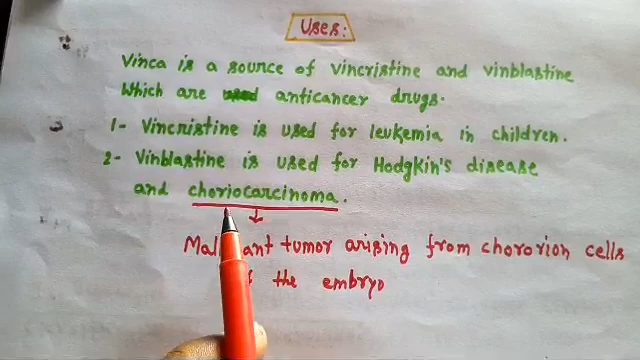 Uses:
Vinca is a source of vincristine and vinblastine
which are anticancer drugs.
1- Vincristine is used for leukemia in children.
2- Vinblastine is used for Hodgkin's disease
and choriocarcinoma.
tumor arising from chororion cells
the embryo